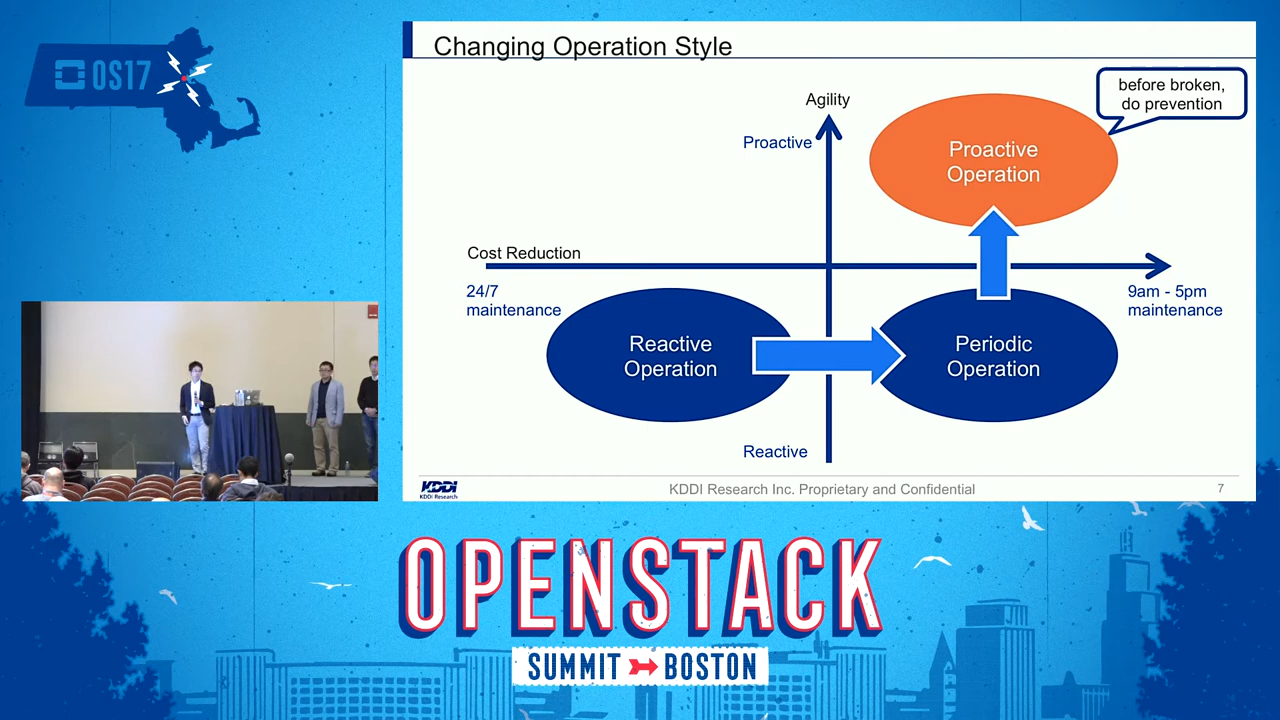 OS17
Changing Operation Style
before broken,
do prevention
Agility
Proactive
Proactive
Operation
Cost Reduction
24/7
maintenance
9am - 5pm
maintenance
Reactive
Operation
Periodic
Operation
Reactive
KDDI
KDDI Research
KDDI Research Inc. Proprietary and Confidential
7
OPENSTACK
SUMMIT BOSTON